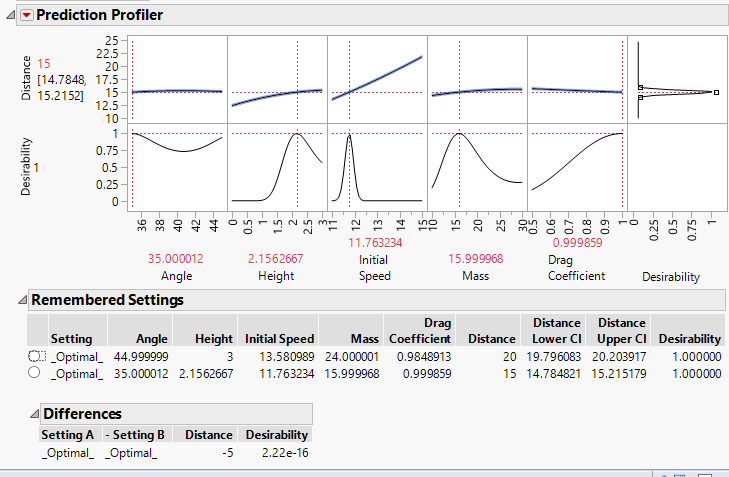 Prediction Profiler
Distance
15
[14.7848,
15.2152]
25
22.5
20
17.5
15
12.5
10
Desirability
1
1
0.75
0.5
0.25
0
36 38 40 42 44
0 0.5 1 1.5 2 2.5 3
11 12 13 14 15
10 15 20 25 30
0.5 0.6 0.7 0.8 0.9 1
0 0.25 0.5 0.75 1
35.000012
Angle
2.1562667
Height
11.763234
Initial
Speed
15.999968
Mass
0.999859
Drag
Coefficient
Desirability
Remembered Settings
Setting Angle Height Initial Speed Mass Drag Coefficient Distance Distance Lower CI Distance Upper CI Desirability
_Optimal_ 44.999999 3 13.580989 24.000001 0.9848913 20 19.796083 20.203917 1.000000
_Optimal_ 35.000012 2.1562667 11.763234 15.999968 0.999859 15 14.784821 15.215179 1.000000
Differences
Setting A - Setting B Distance Desirability
_Optimal_ _Optimal_ -5 2.22e-16